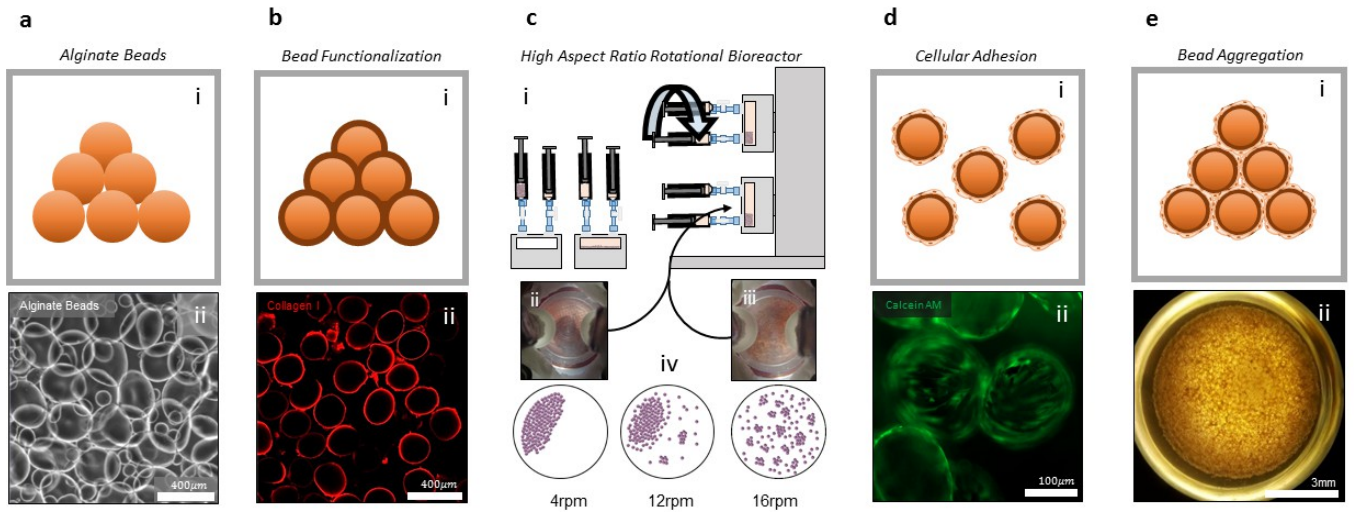 a
Alginate Beads
i
Alginate Beads
ii
400μm
b
Bead Functionalization
i
Collagen I
ii
400μm
c
High Aspect Ratio Rotational Bioreactor
i
ii
iii
iv
4rpm
12rpm
16rpm
d
Cellular Adhesion
i
Calcein AM
ii
100μm
e
Bead Aggregation
i
ii
3mm